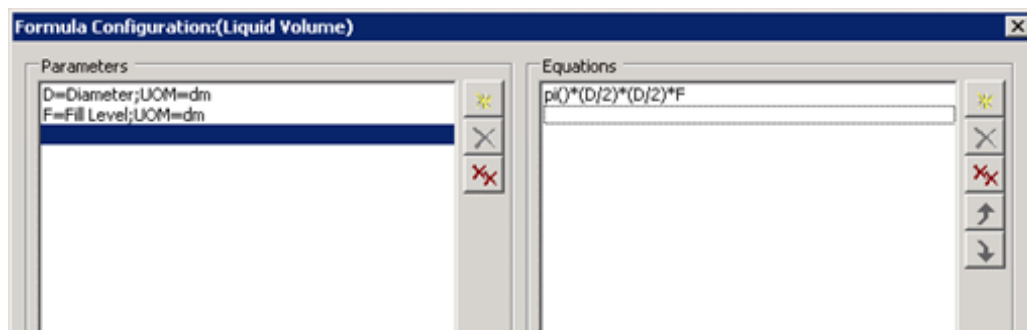 Formula Configuration:(Liquid Volume)
Parameters
D=Diameter;UOM=dm
F=Fill Level;UOM=dm
Equations
pi()*(D/2)*(D/2)*F